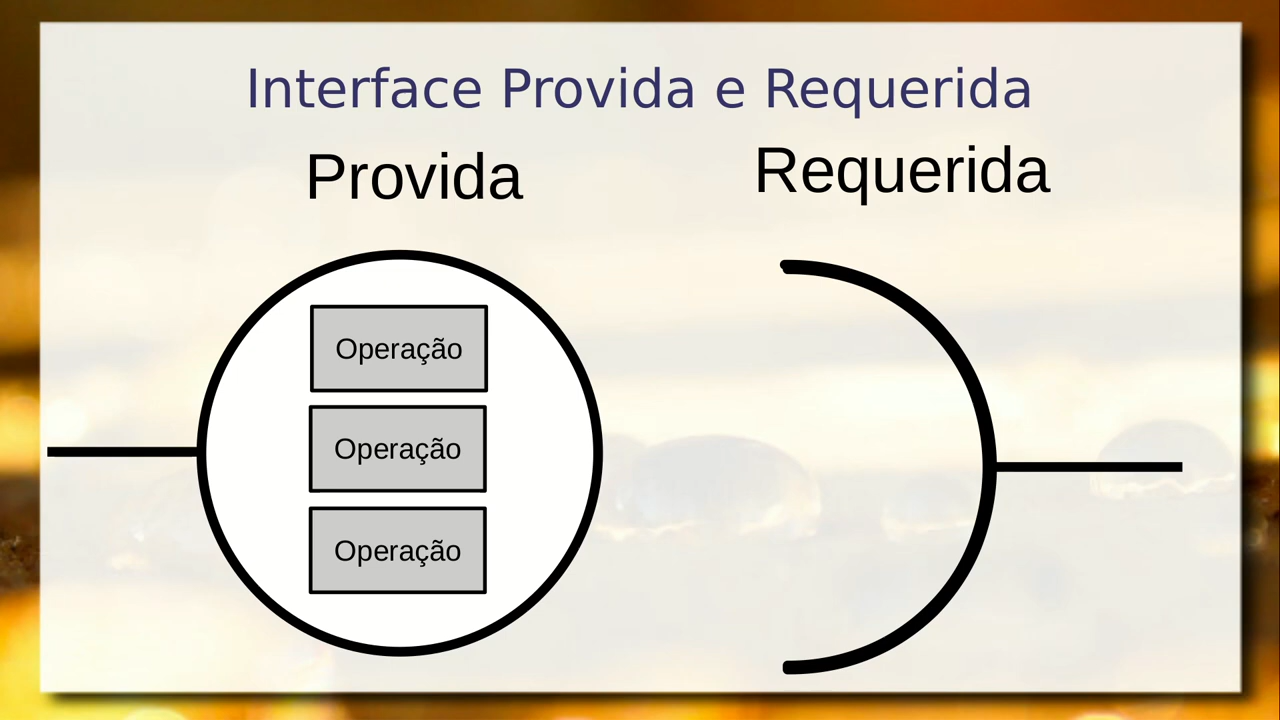 Interface Provida e Requerida
Provida
Requerida
Operação
Operação
Operação